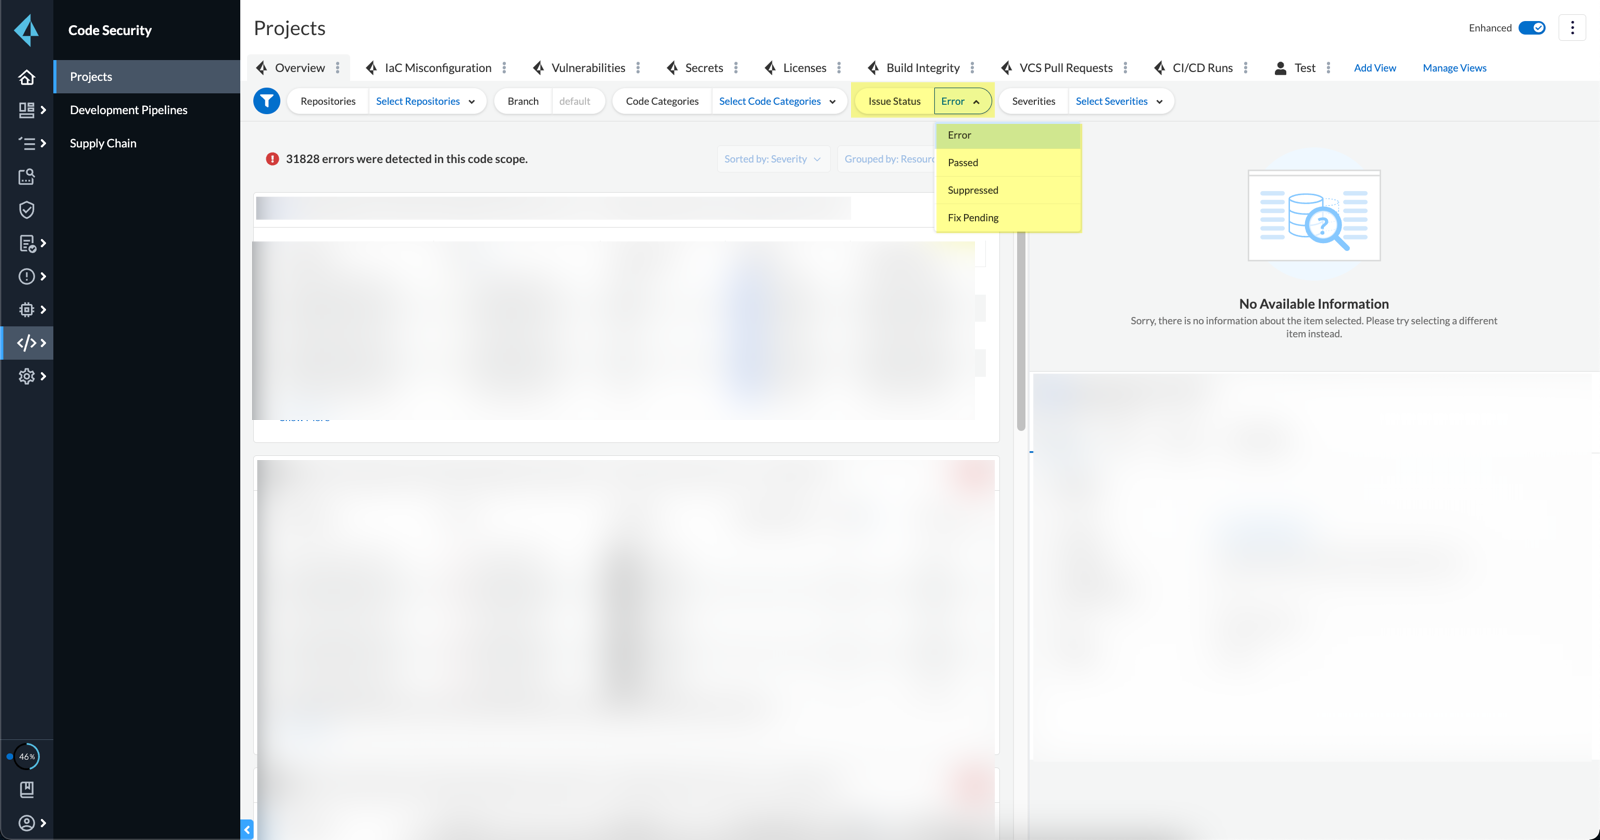 Code Security
Projects
Development Pipelines
Supply Chain
46%
Projects
Enhanced
Overview
IaC Misconfiguration
Vulnerabilities
Secrets
Licenses
Build Integrity
VCS Pull Requests
CI/CD Runs
Test
Add View
Manage Views
Repositories Select Repositories
Branch default
Code Categories Select Code Categories
Issue Status Error
Severities Select Severities
Error
Passed
Suppressed
Fix Pending
31828 errors were detected in this code scope.
Sorted by: Severity
Grouped by:
No Available Information
Sorry, there is no information about the item selected. Please try selecting a different
item instead.